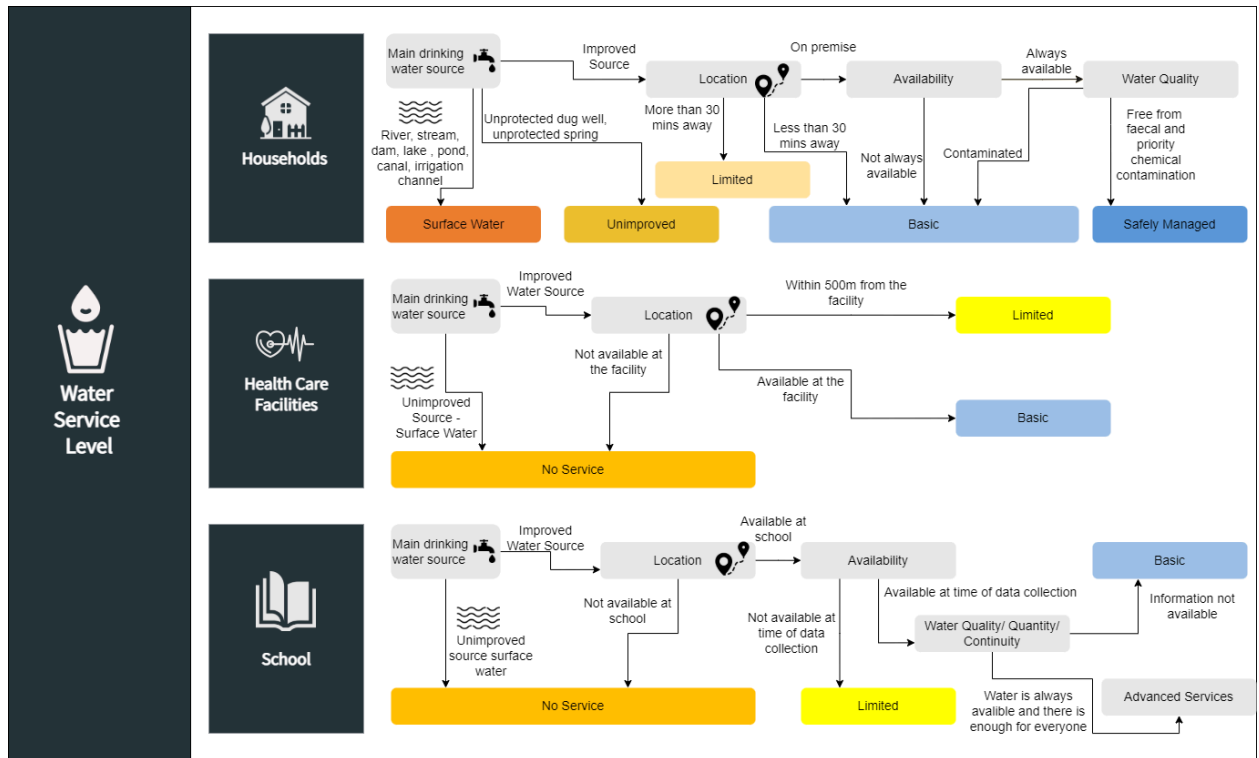 Water
Service
Level
Households
Main drinking
water source
Improved
Source
Location
On premise
Availability
Always
available
Water Quality
River, stream,
dam, lake , pond,
canal, irrigation
channel
Unprotected dug well,
unprotected spring
More than 30
mins away
Less than 30
mins away
Not always
available
Contaminated
Free from
faecal and
priority
chemical
contamination
Limited
Surface Water
Unimproved
Basic
Safely Managed
Health Care
Facilities
Main drinking
water source
Improved
Water Source
Location
Within 500m from the
facility
Limited
Not available at
the facility
Available at the
facility
Unimproved
Source -
Surface Water
Basic
No Service
School
Main drinking
water source
Improved
Water Source
Location
Available at
school
Availability
Basic
Not available at
school
Not available at
time of data
collection
Available at time of data collection
Information not
available
Water Quality/ Quantity/
Continuity
Unimproved
source surface
water
No Service
Limited
Water is always
avalible and there is
enough for everyone
Advanced Services